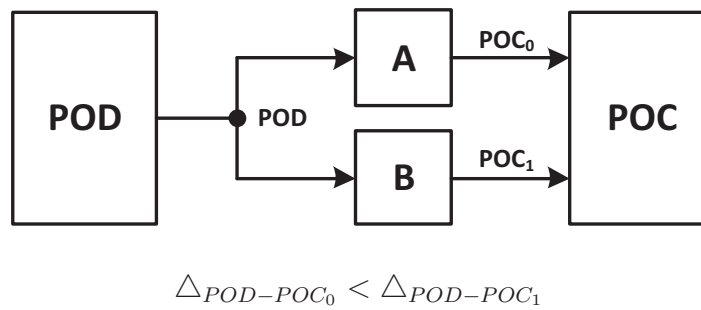 POD
A
B
POD
POC₀
POC₁
POC
△POD−POC₀ < △POD−POC₁